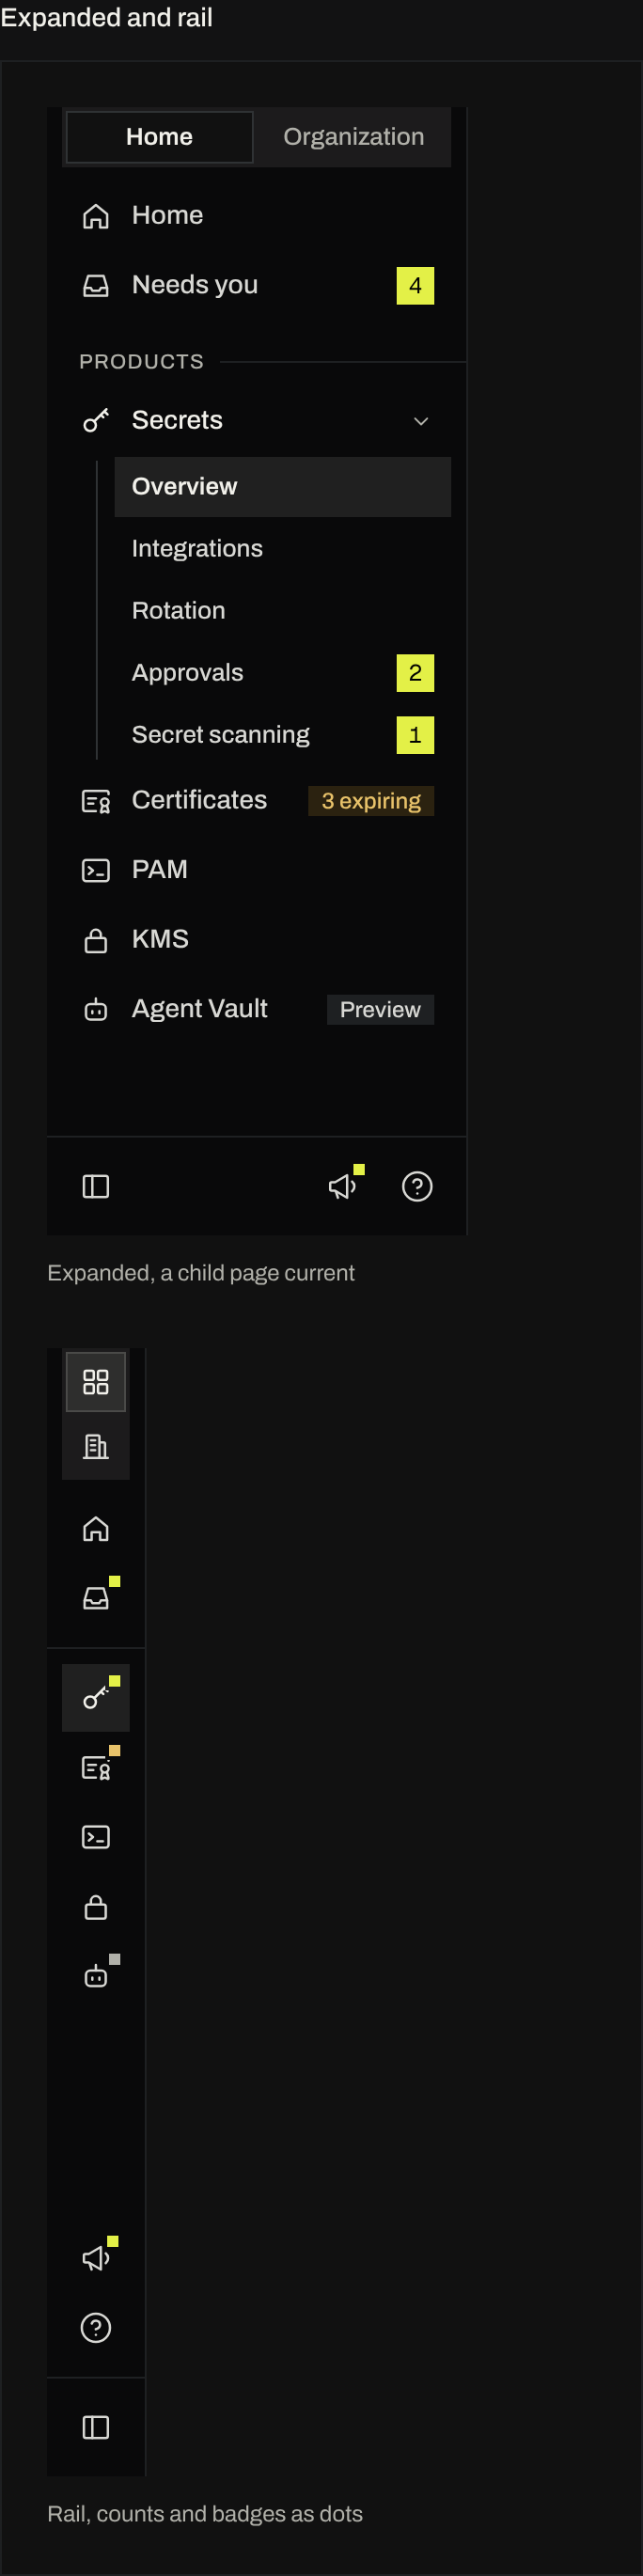 Expanded and rail
Home Organization
Home
Needs you 4
PRODUCTS
Secrets
Overview
Integrations
Rotation
Approvals 2
Secret scanning 1
Certificates 3 expiring
PAM
KMS
Agent Vault Preview
Expanded, a child page current
Rail, counts and badges as dots